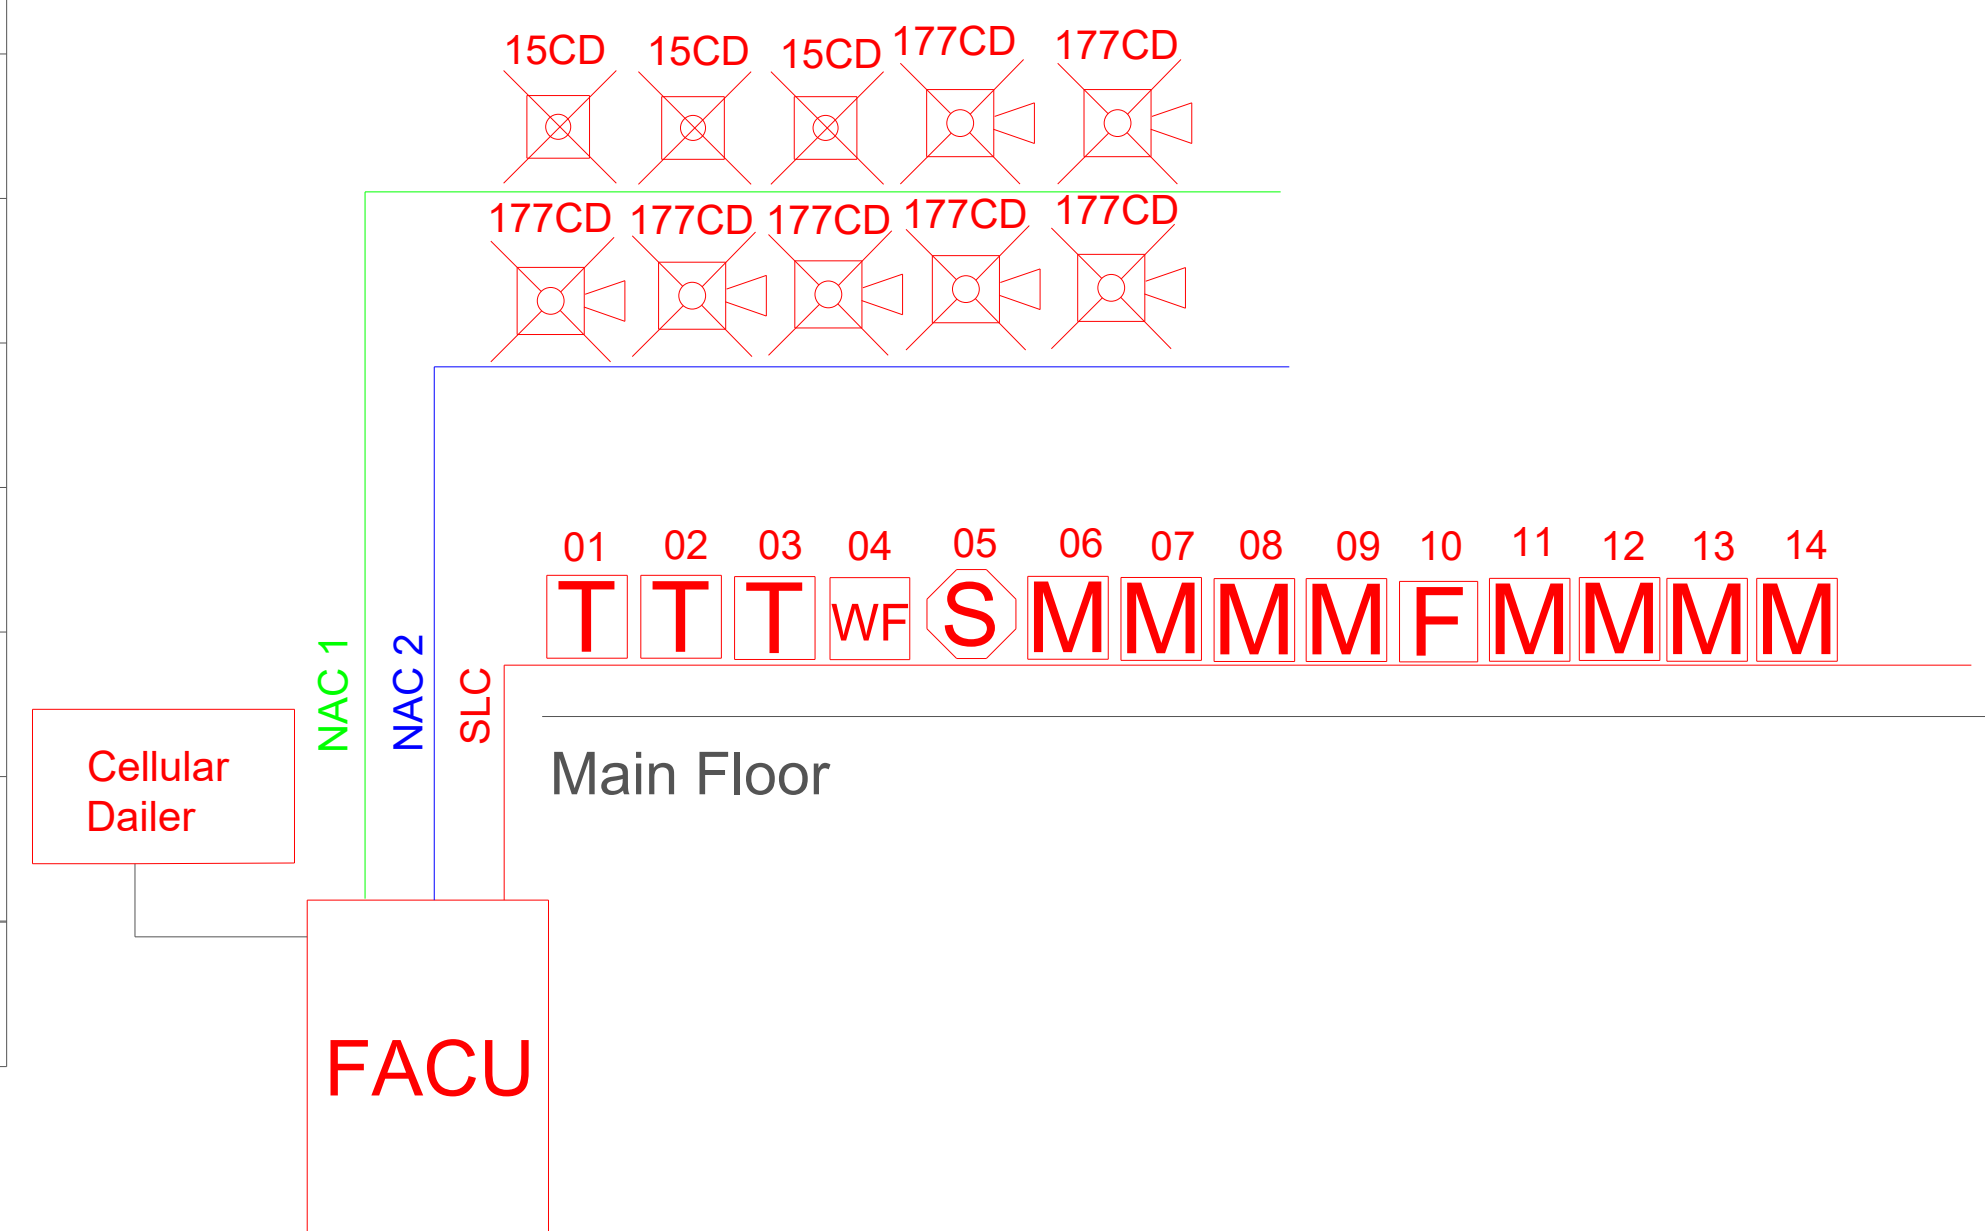 15CD 15CD 15CD 177CD 177CD
177CD 177CD 177CD 177CD 177CD
01 02 03 04 05 06 07 08 09 10 11 12 13 14
T T T WF S M M M M F M M M M
NAC 1
NAC 2
SLC
Main Floor
Cellular
Dailer
FACU